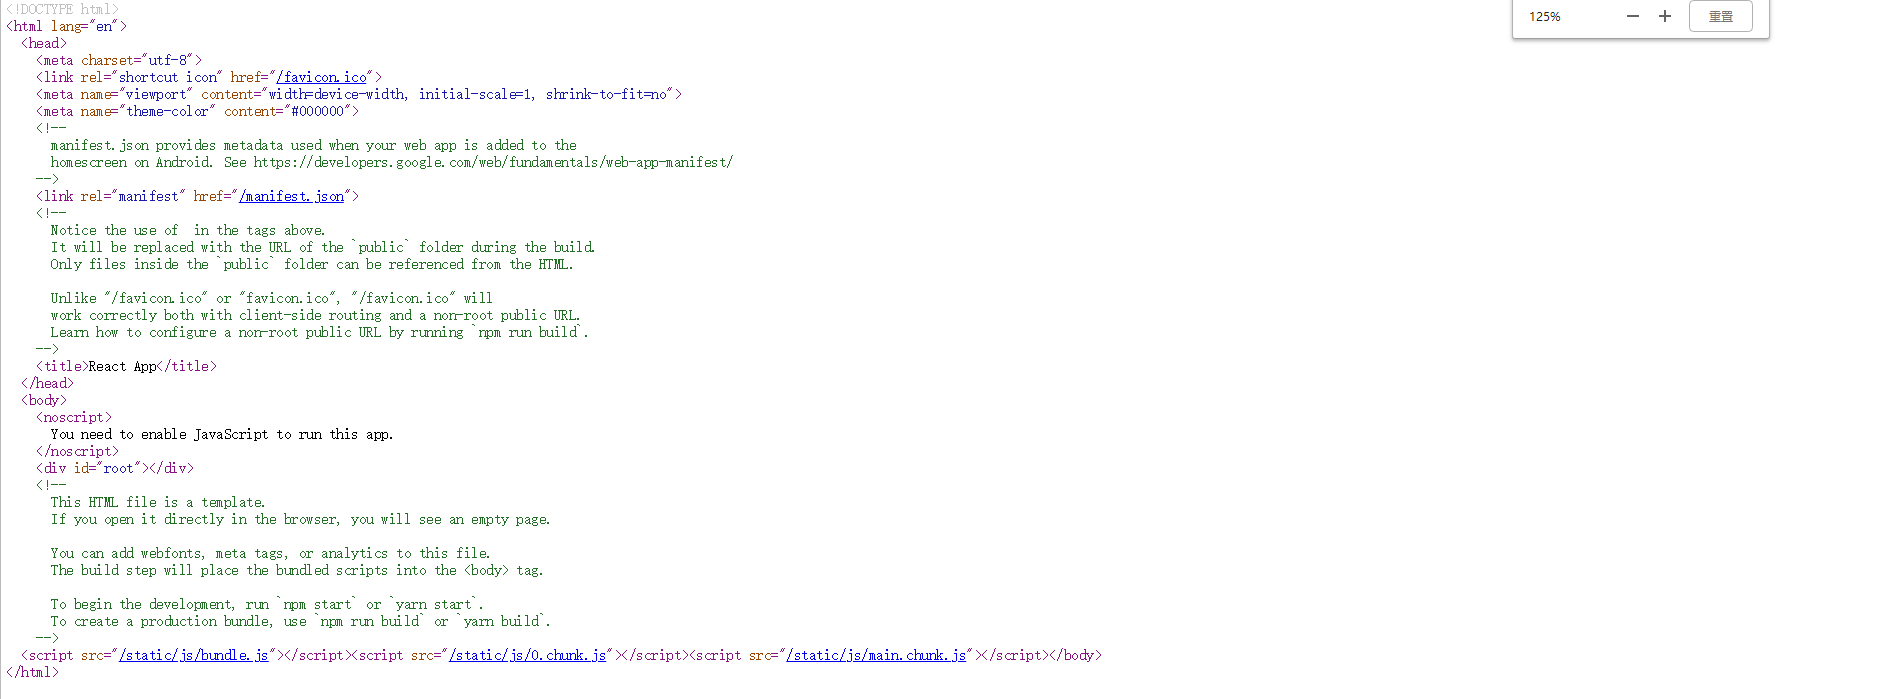 <!DOCTYPE html>
<html lang="en">
<head>
<meta charset="utf-8">
<link rel="shortcut icon" href="/favicon.ico">
<meta name="viewport" content="width=device-width, initial-scale=1, shrink-to-fit=no">
<meta name="theme-color" content="#000000">
<!--
manifest.json provides metadata used when your web app is added to the
homescreen on Android. See https://developers.google.com/web/fundamentals/web-app-manifest/
-->
<link rel="manifest" href="/manifest.json">
<!--
Notice the use of  in the tags above.
It will be replaced with the URL of the `public` folder during the build.
Only files inside the `public` folder can be referenced from the HTML.
Unlike "/favicon.ico" or "favicon.ico", "/favicon.ico" will
work correctly both with client-side routing and a non-root public URL.
Learn how to configure a non-root public URL by running `npm run build`.
-->
<title>React App</title>
</head>
<body>
<noscript>
You need to enable JavaScript to run this app.
</noscript>
<div id="root"></div>
<!--
This HTML file is a template.
If you open it directly in the browser, you will see an empty page.
You can add webfonts, meta tags, or analytics to this file.
The build step will place the bundled scripts into the <body> tag.
To begin the development, run `npm start` or `yarn start`.
To create a production bundle, use `npm run build` or `yarn build`.
-->
<script src="/static/js/bundle.js"></script><script src="/static/js/0.chunk.js"></script><script src="/static/js/main.chunk.js"></script></body>
</html>
125% − + 重置